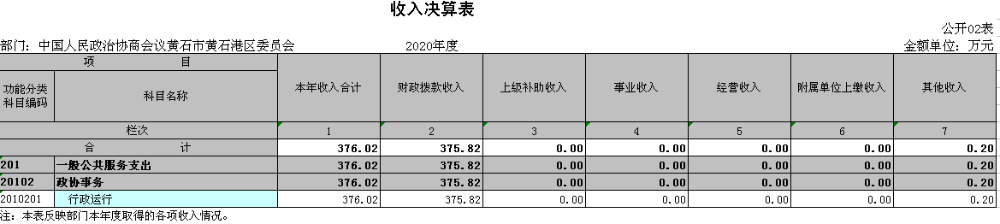 收入决算表
公开02表
部门：中国人民政治协商会议黄石市黄石港区委员会 2020年度 金额单位：万元
项 目 本年收入合计 财政拨款收入 上级补助收入 事业收入 经营收入 附属单位上缴收入 其他收入
功能分类科目编码 科目名称
栏次 1 2 3 4 5 6 7
合 计 376.02 375.82 0.00 0.00 0.00 0.00 0.20
201 一般公共服务支出 376.02 375.82 0.00 0.00 0.00 0.00 0.20
20102 政协事务 376.02 375.82 0.00 0.00 0.00 0.00 0.20
2010201 行政运行 376.02 375.82 0.00 0.00 0.00 0.00 0.20
注：本表反映部门本年度取得的各项收入情况。